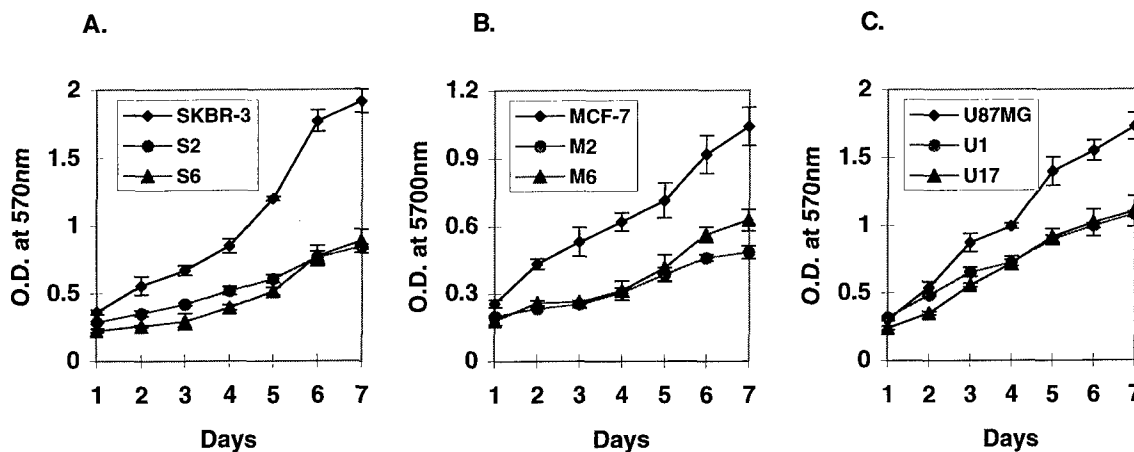 A.
O.D. at 570nm
2
1.5
1
0.5
0
SKBR-3
S2
S6
1 2 3 4 5 6 7
Days
B.
O.D. at 5700nm
1.2
0.9
0.6
0.3
0.0
MCF-7
M2
M6
1 2 3 4 5 6 7
Days
C.
O.D. at 570nm
2
1.5
1
0.5
0
U87MG
U1
U17
1 2 3 4 5 6 7
Days